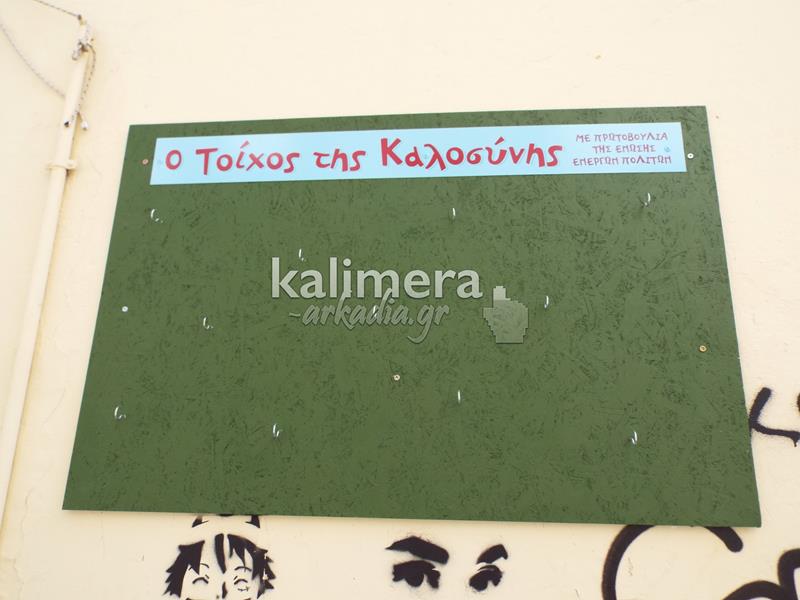 Ο Τοίχος της Καλοσύνης
ΜΕ ΠΡΩΤΟΒΟΥΛΙΑ
ΤΗΣ ΕΝΩΣΗΣ
ΕΝΕΡΓΩΝ ΠΟΛΙΤΩΝ
kalimera
-arkadia.gr